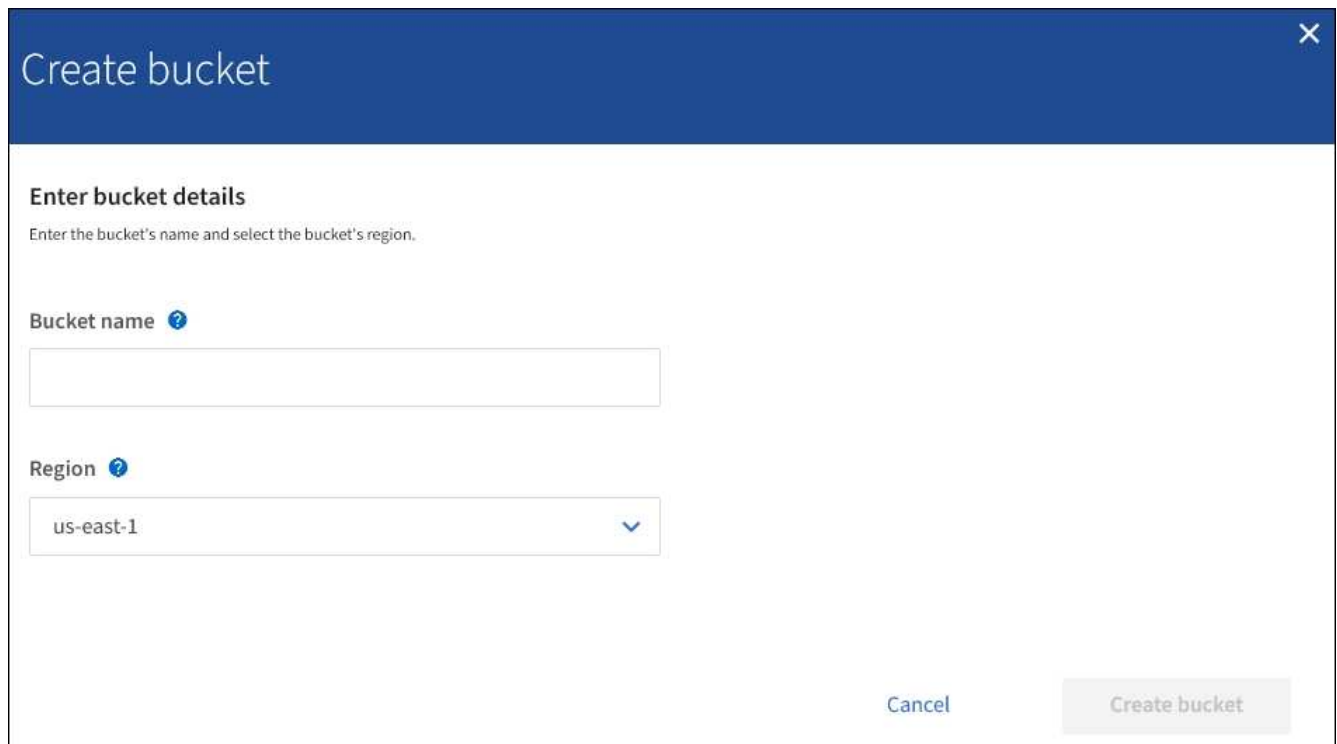 Create bucket
Enter bucket details
Enter the bucket's name and select the bucket's region.
Bucket name ?
Region ?
us-east-1
Cancel Create bucket